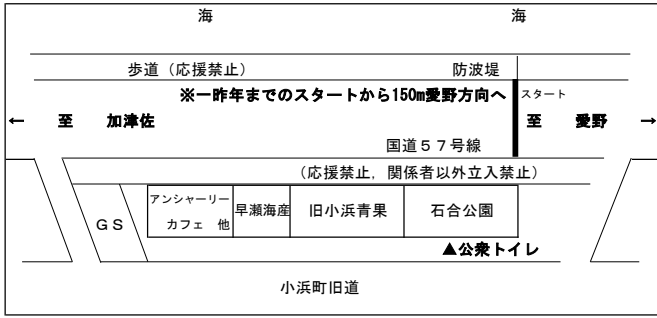 海 海
歩道（応援禁止） 防波堤
※一昨年までのスタートから150m愛野方向へ スタート
← 至 加津佐 至 愛野 →
国道５７号線
（応援禁止，関係者以外立入禁止）
ＧＳ
アンシャーリー
カフェ 他
早瀬海産
旧小浜青果
石合公園
▲公衆トイレ
小浜町旧道